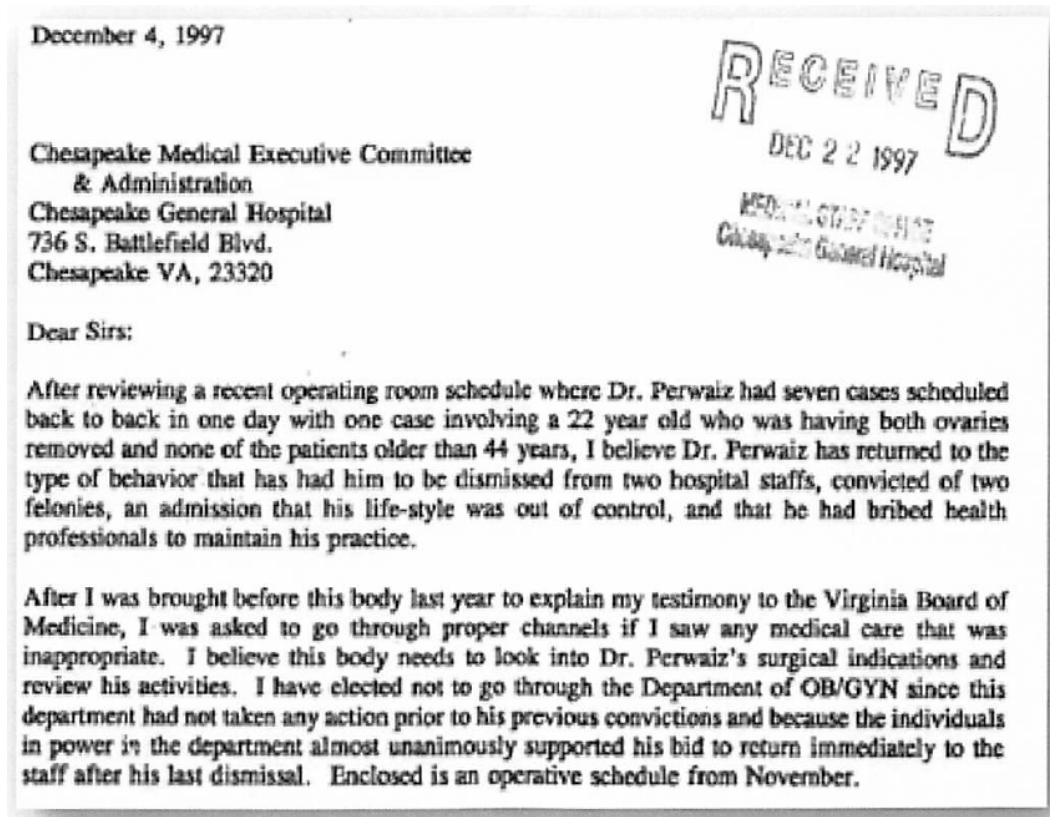 December 4, 1997
RECEIVED
DEC 22 1997
Chesapeake Medical Executive Committee
& Administration
Chesapeake General Hospital
736 S. Battlefield Blvd.
Chesapeake VA, 23320
MEDICAL STAFF OFFICE
Chesapeake General Hospital
Dear Sirs:
After reviewing a recent operating room schedule where Dr. Perwaiz had seven cases scheduled
back to back in one day with one case involving a 22 year old who was having both ovaries
removed and none of the patients older than 44 years, I believe Dr. Perwaiz has returned to the
type of behavior that has had him to be dismissed from two hospital staffs, convicted of two
felonies, an admission that his life-style was out of control, and that he had bribed health
professionals to maintain his practice.
After I was brought before this body last year to explain my testimony to the Virginia Board of
Medicine, I was asked to go through proper channels if I saw any medical care that was
inappropriate. I believe this body needs to look into Dr. Perwaiz's surgical indications and
review his activities. I have elected not to go through the Department of OB/GYN since this
department had not taken any action prior to his previous convictions and because the individuals
in power in the department almost unanimously supported his bid to return immediately to the
staff after his last dismissal. Enclosed is an operative schedule from November.